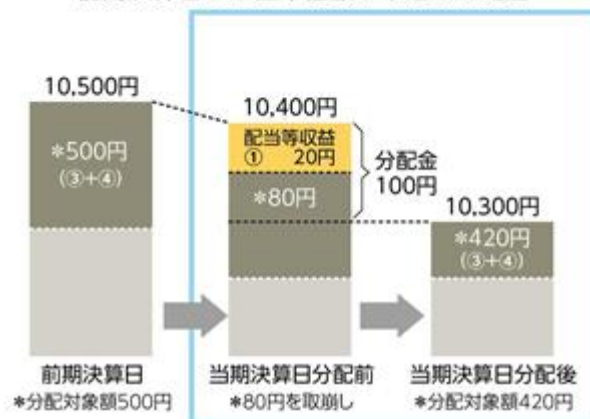 10,500円
*500円
(③+④)
前期決算日
*分配対象額500円
10,400円
配当等収益
① 20円
*80円
分配金
100円
当期決算日分配前
*80円を取崩し
10,300円
*420円
(③+④)
当期決算日分配後
*分配対象額420円